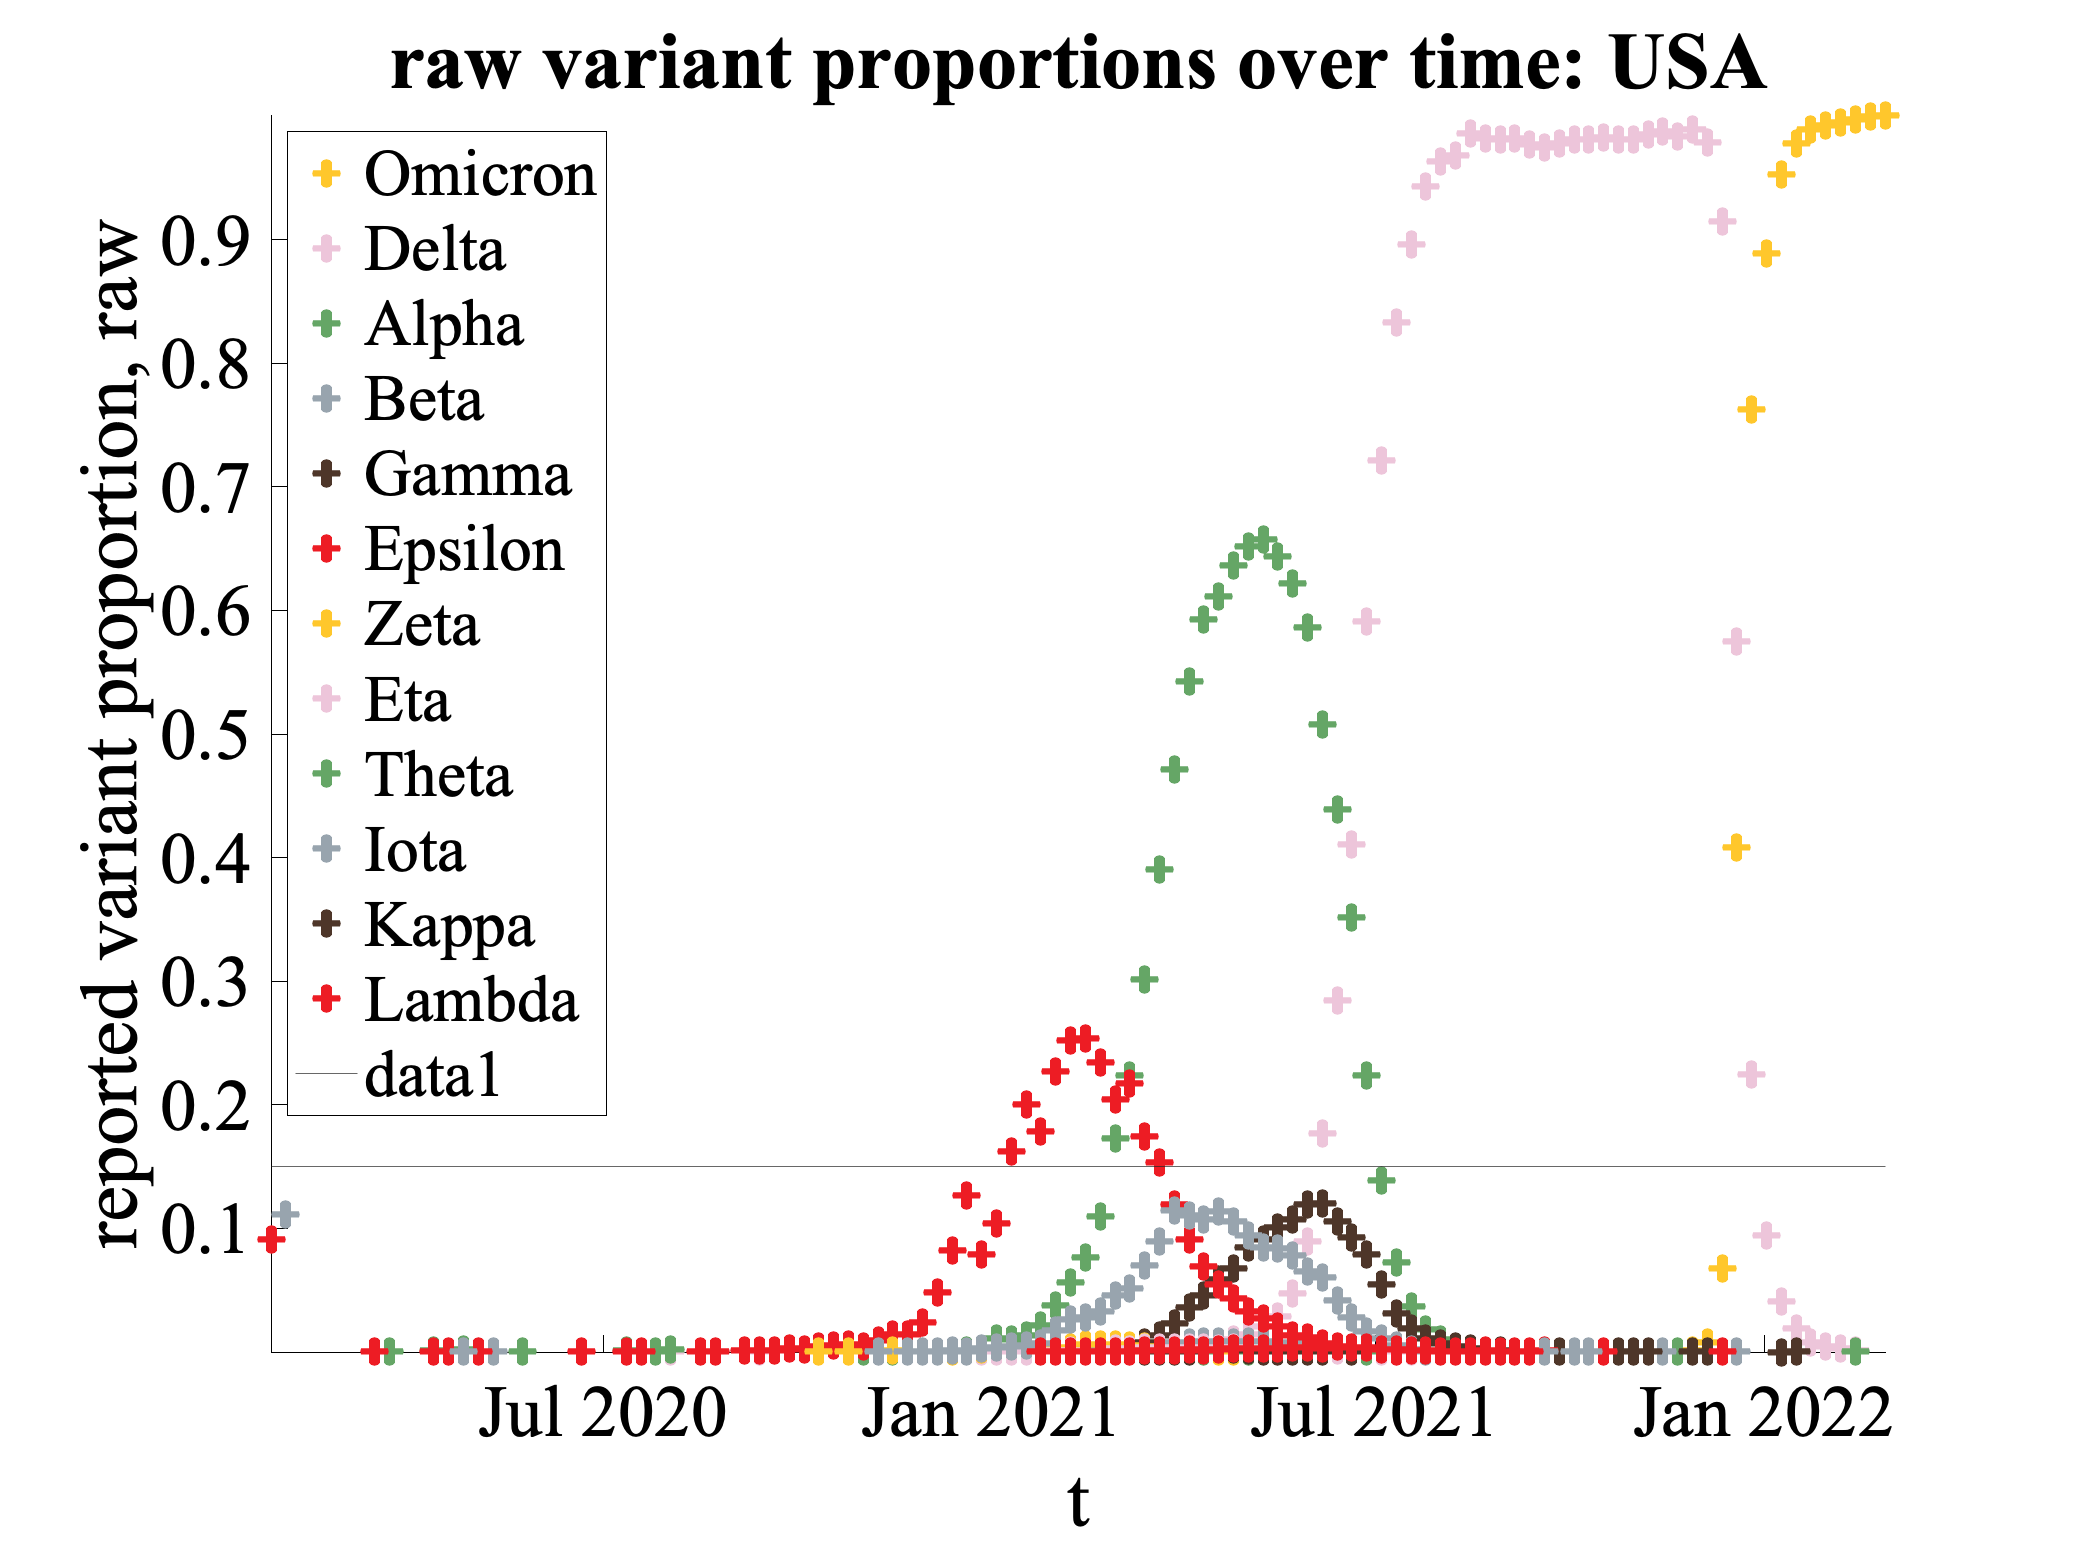 raw variant proportions over time: USA
reported variant proportion, raw
0.9
0.8
0.7
0.6
0.5
0.4
0.3
0.2
0.1
Omicron
Delta
Alpha
Beta
Gamma
Epsilon
Zeta
Eta
Theta
Iota
Kappa
Lambda
data1
Jul 2020
Jan 2021
Jul 2021
Jan 2022
t